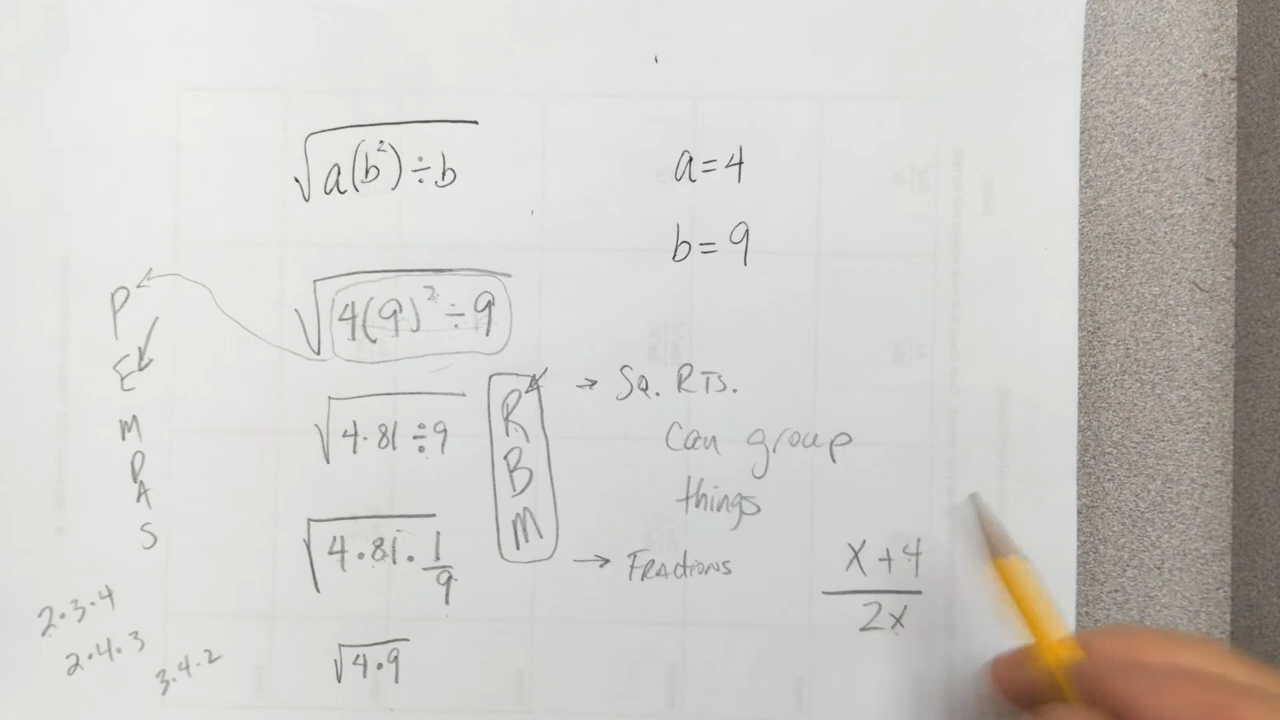 √a(b²)÷b
a=4
b=9
√4(9)²÷9
P
E
M
D
A
S
√4·81÷9
R
B
M
→ Sq. RTs.
Can group
things
√4·81·1/9
→ FRACTIONS
x+4
2x
2·3·4
2·4·3
3·4·2
√4·9